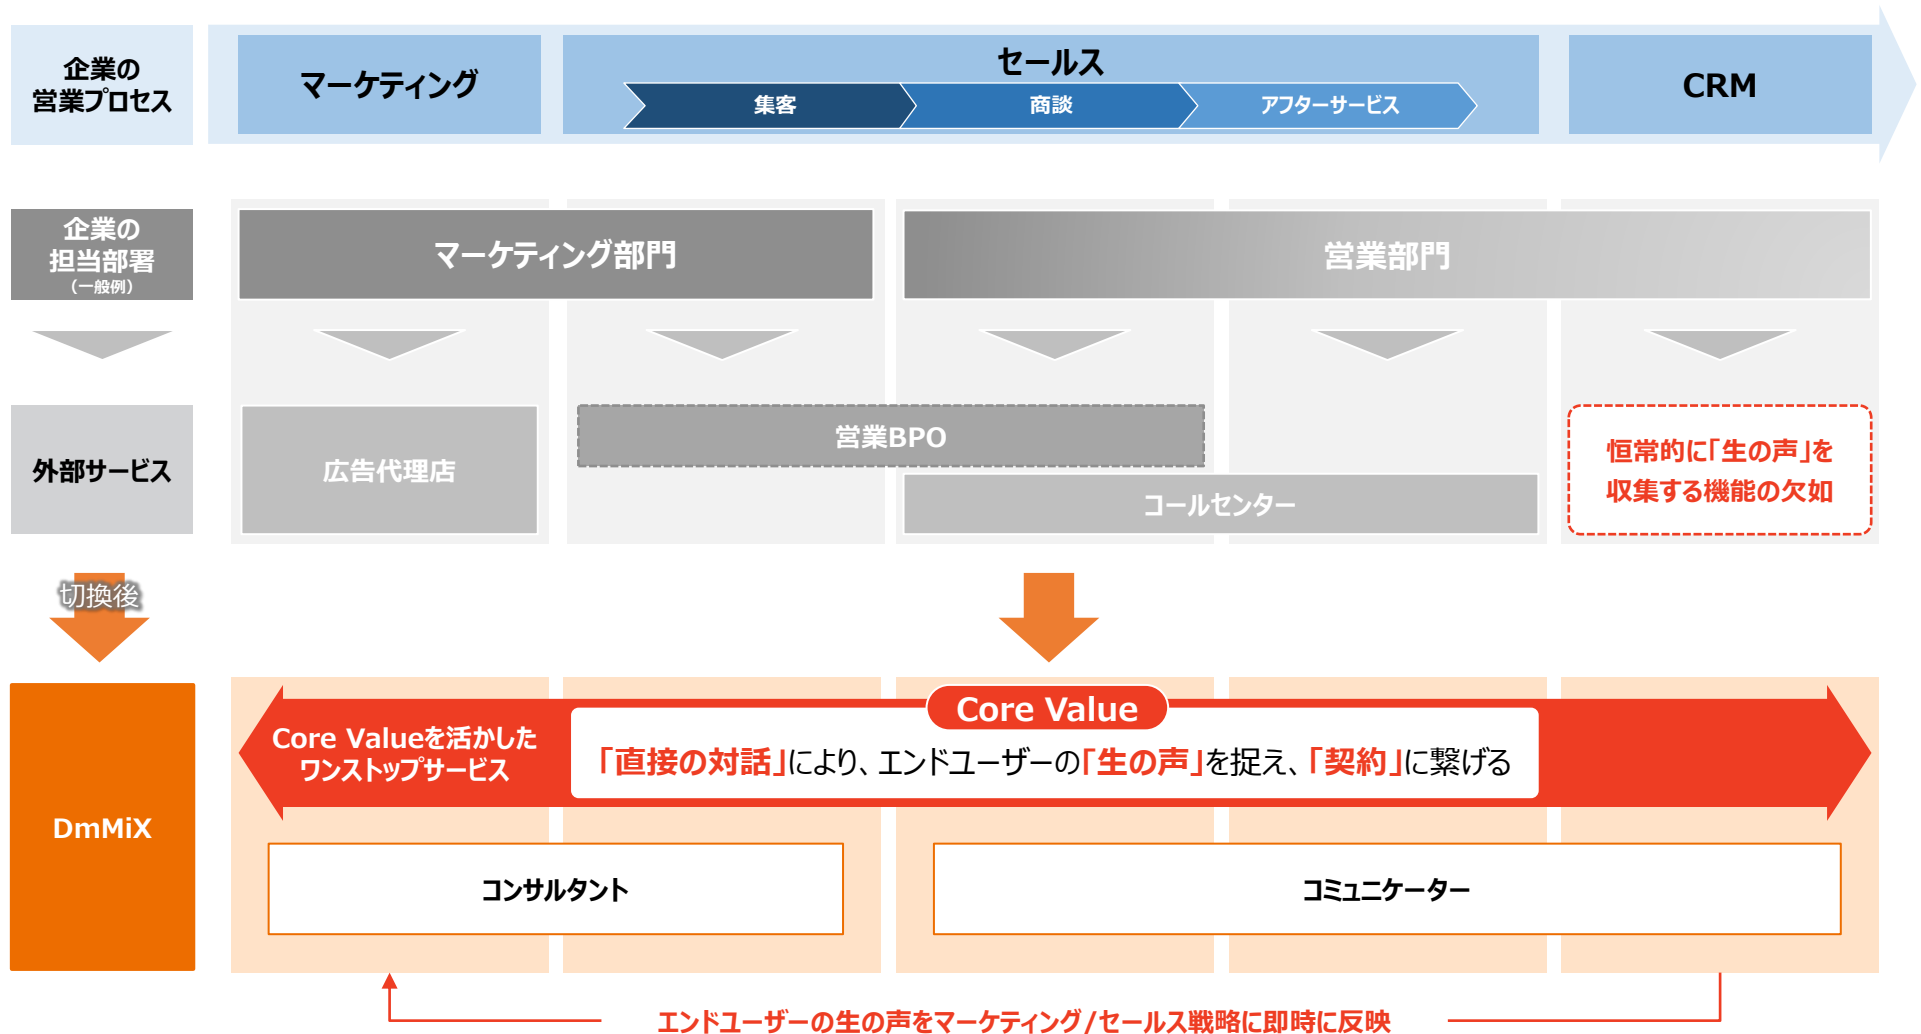 企業の
営業プロセス
マーケティング
セールス
集客
商談
アフターサービス
CRM
企業の
担当部署
(一般例)
マーケティング部門
営業部門
外部サービス
広告代理店
営業BPO
コールセンター
恒常的に「生の声」を
収集する機能の欠如
切換後
DmMiX
Core Valueを活かした
ワンストップサービス
Core Value
「直接の対話」により、エンドユーザーの「生の声」を捉え、「契約」に繋げる
コンサルタント
コミュニケーター
エンドユーザーの生の声をマーケティング/セールス戦略に即時に反映